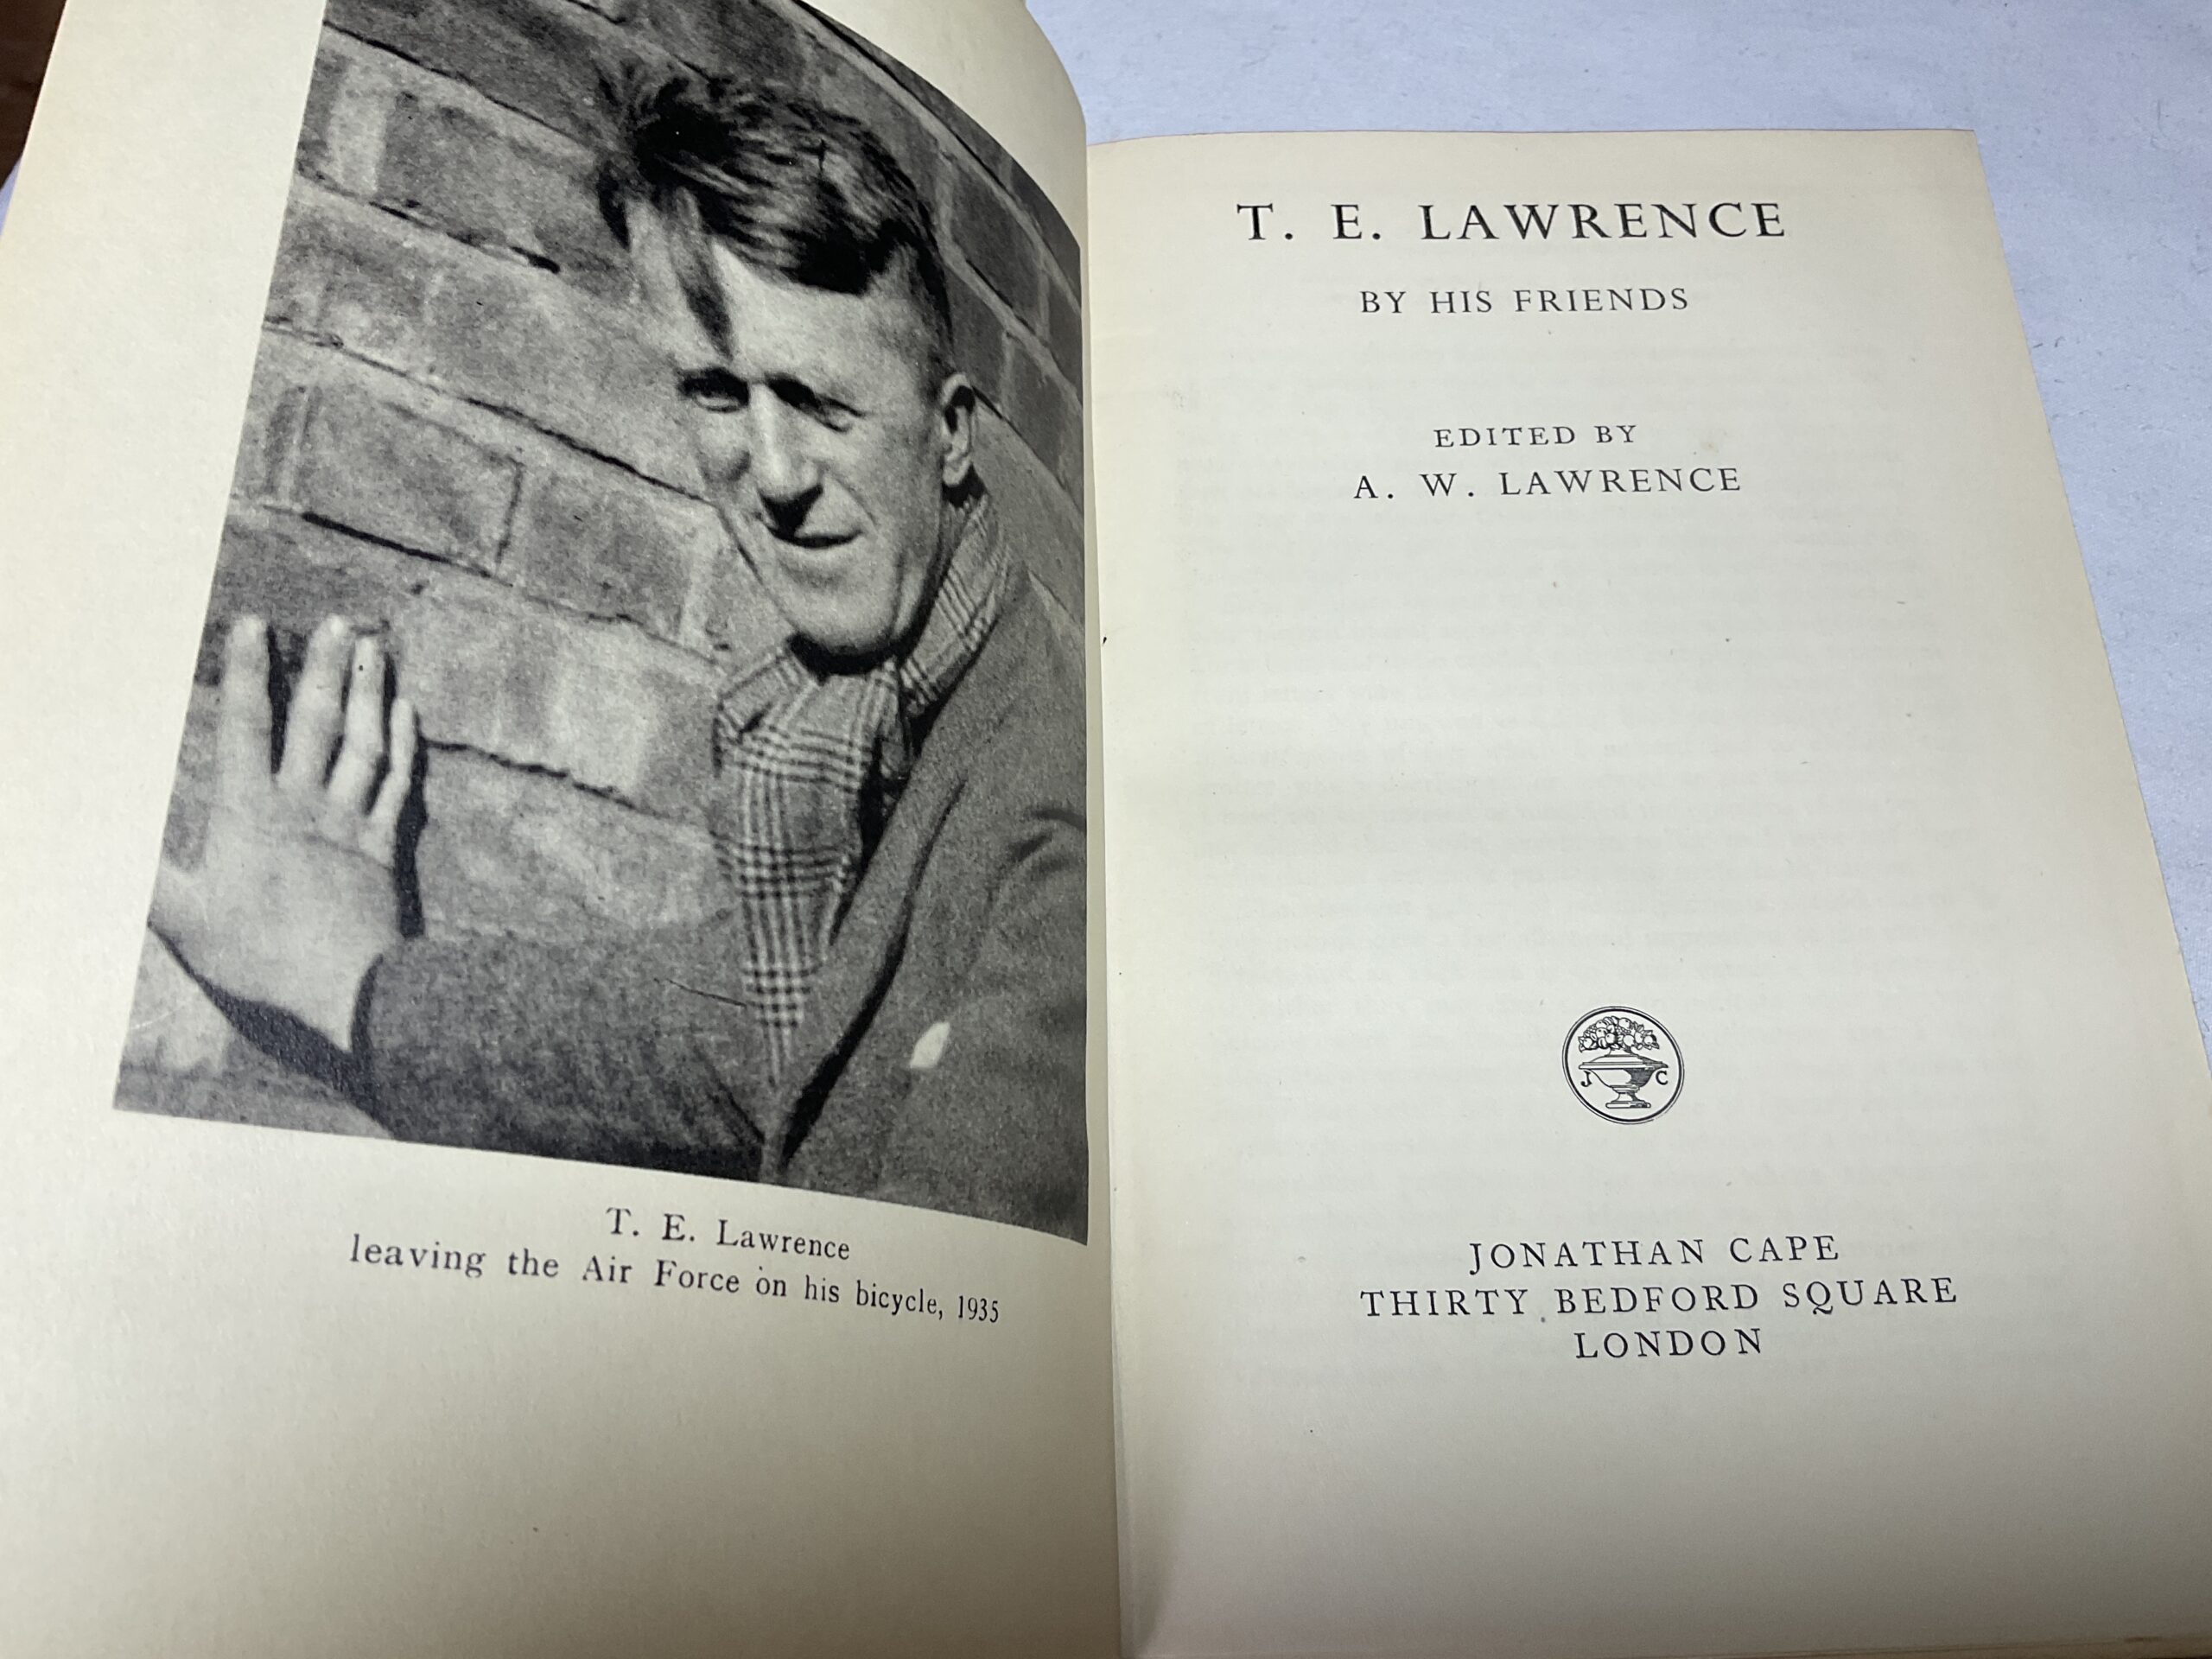 T. E. Lawrence
leaving the Air Force on his bicycle, 1935
T. E. LAWRENCE
BY HIS FRIENDS
EDITED BY
A. W. LAWRENCE
J C
JONATHAN CAPE
THIRTY BEDFORD SQUARE
LONDON